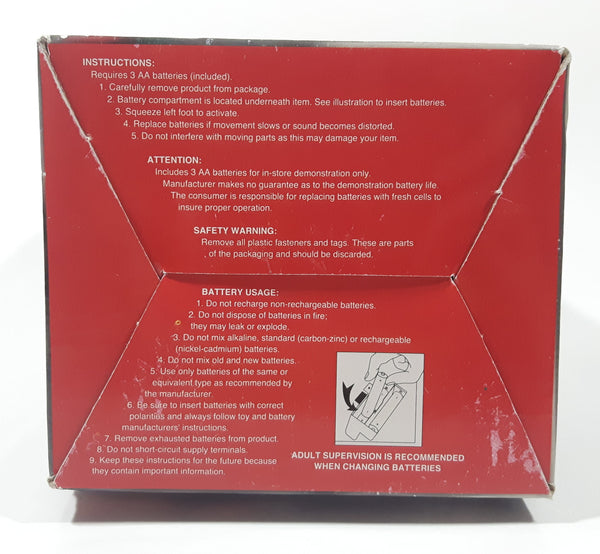 INSTRUCTIONS:
Requires 3 AA batteries (included).
1. Carefully remove product from package.
2. Battery compartment is located underneath item. See illustration to insert batteries.
3. Squeeze left foot to activate.
4. Replace batteries if movement slows or sound becomes distorted.
5. Do not interfere with moving parts as this may damage your item.
ATTENTION:
Includes 3 AA batteries for in-store demonstration only.
Manufacturer makes no guarantee as to the demonstration battery life.
The consumer is responsible for replacing batteries with fresh cells to
insure proper operation.
SAFETY WARNING:
Remove all plastic fasteners and tags. These are parts
of the packaging and should be discarded.
BATTERY USAGE:
1. Do not recharge non-rechargeable batteries.
2. Do not dispose of batteries in fire;
they may leak or explode.
3. Do not mix alkaline, standard (carbon-zinc) or rechargeable
(nickel-cadmium) batteries.
4. Do not mix old and new batteries.
5. Use only batteries of the same or
equivalent type as recommended by
the manufacturer.
6. Be sure to insert batteries with correct
polarities and always follow toy and battery
manufacturers' instructions.
7. Remove exhausted batteries from product.
8. Do not short-circuit supply terminals.
9. Keep these instructions for the future because
they contain important information.
ADULT SUPERVISION IS RECOMMENDED
WHEN CHANGING BATTERIES